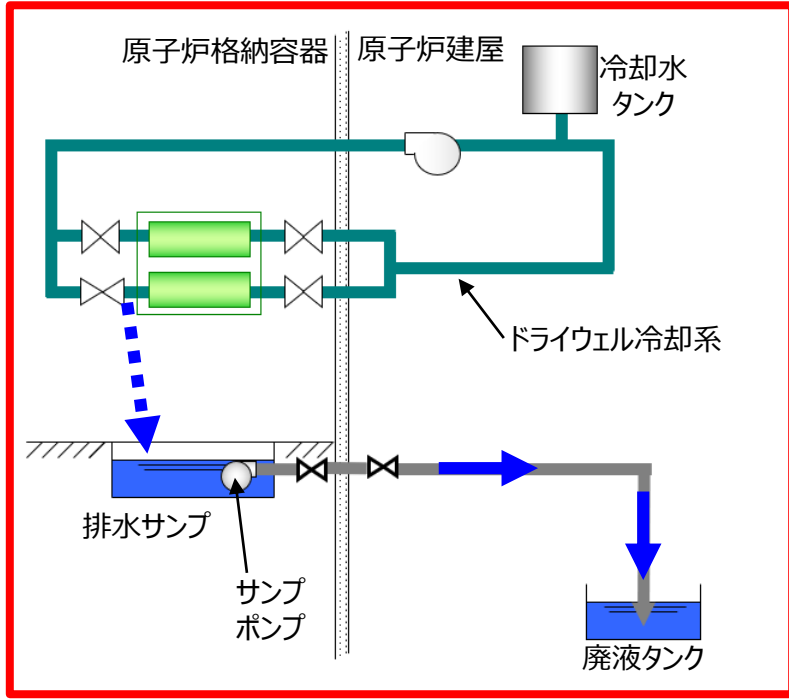 原子炉格納容器
原子炉建屋
冷却水
タンク
ドライウェル冷却系
排水サンプ
サンプ
ポンプ
廃液タンク